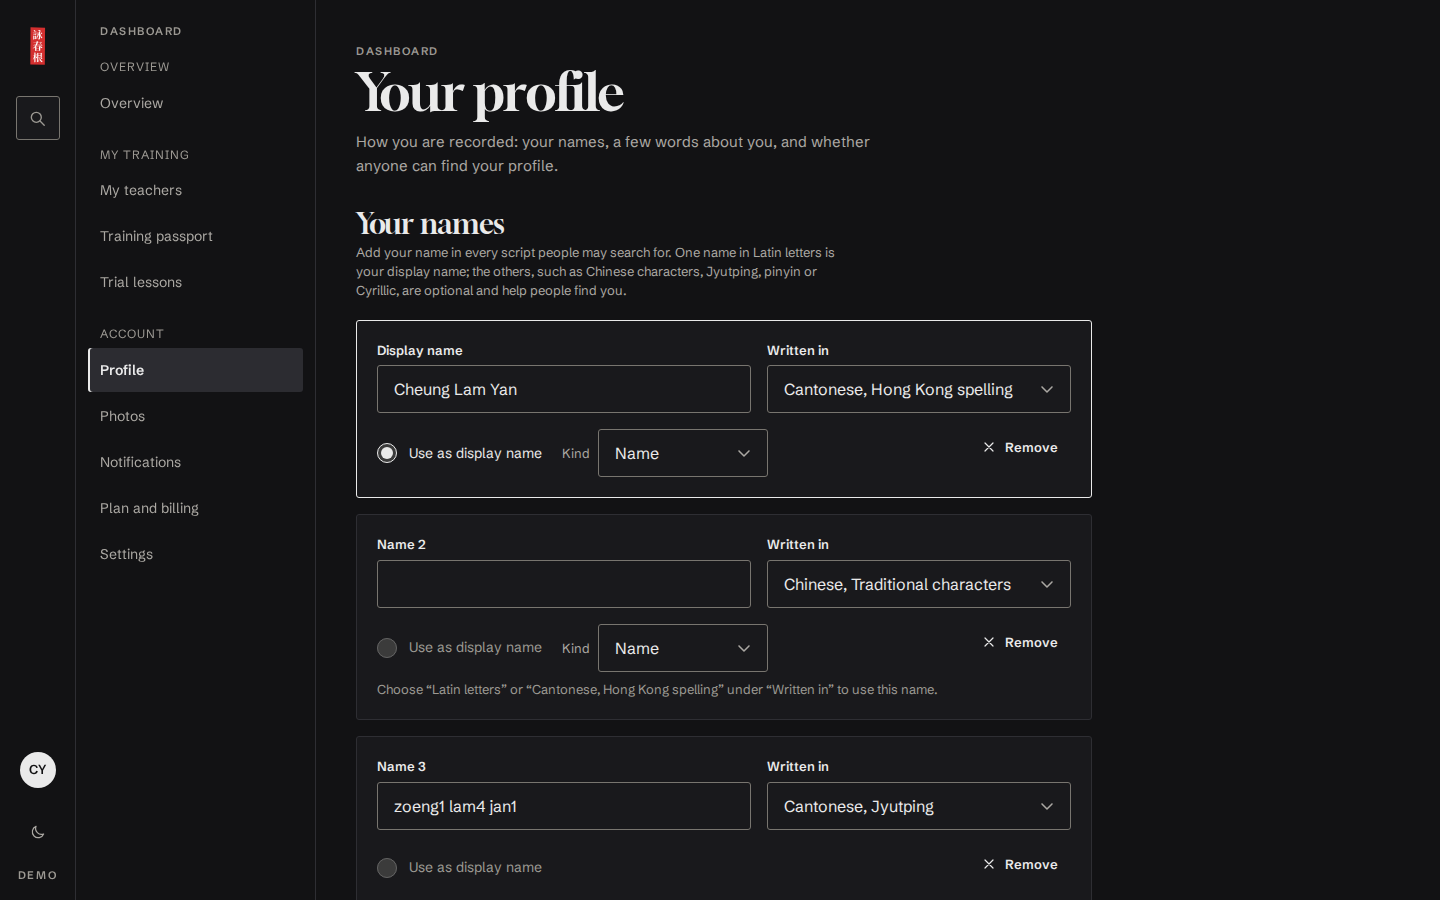 詠春根
DASHBOARD
OVERVIEW
Overview
MY TRAINING
My teachers
Training passport
Trial lessons
ACCOUNT
Profile
Photos
Notifications
Plan and billing
Settings
CY
DEMO
DASHBOARD
Your profile
How you are recorded: your names, a few words about you, and whether
anyone can find your profile.
Your names
Add your name in every script people may search for. One name in Latin letters is
your display name; the others, such as Chinese characters, Jyutping, pinyin or
Cyrillic, are optional and help people find you.
Display name
Written in
Cheung Lam Yan
Cantonese, Hong Kong spelling
Use as display name
Kind
Name
Remove
Name 2
Written in
Chinese, Traditional characters
Use as display name
Kind
Name
Remove
Choose “Latin letters” or “Cantonese, Hong Kong spelling” under “Written in” to use this name.
Name 3
Written in
zoeng1 lam4 jan1
Cantonese, Jyutping
Use as display name
Remove